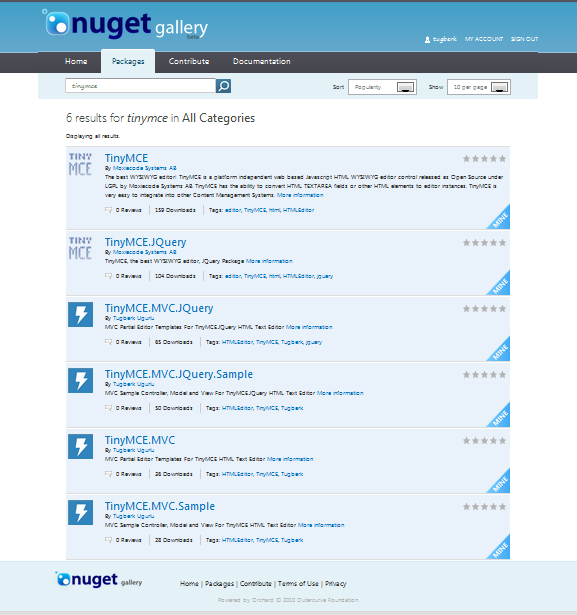 nuget gallery
beta
tugberk MY ACCOUNT SIGN OUT
Home Packages Contribute Documentation
tinymce Sort Popularity Show 10 per page
6 results for tinymce in All Categories
Displaying all results.
TINY MCE
TinyMCE
By Moxiecode Systems AB
The best WYSIWYG editor! TinyMCE is a platform independent web based Javascript HTML WYSIWYG editor control released as Open Source under
LGPL by Moxiecode Systems AB. TinyMCE has the ability to convert HTML TEXTAREA fields or other HTML elements to editor instances. TinyMCE is
very easy to integrate into other Content Management Systems. More information
0 Reviews 159 Downloads Tags: editor, TinyMCE, html, HTMLEditor
MINE
TINY MCE
TinyMCE.JQuery
By Moxiecode Systems AB
TinyMCE, the best WYSIWYG editor, JQuery Package More information
0 Reviews 104 Downloads Tags: editor, TinyMCE, html, HTMLEditor, jquery
MINE
TinyMCE.MVC.JQuery
By Tugberk Ugurlu
MVC Partial Editor Templates For TinyMCE.JQuery HTML Text Editor More information
0 Reviews 65 Downloads Tags: HTMLEditor, TinyMCE, Tugberk, jquery
MINE
TinyMCE.MVC.JQuery.Sample
By Tugberk Ugurlu
MVC Sample Controller, Model and View For TinyMCE.JQuery HTML Text Editor More information
0 Reviews 50 Downloads Tags: HTMLEditor, TinyMCE, Tugberk
MINE
TinyMCE.MVC
By Tugberk Ugurlu
MVC Partial Editor Templates For TinyMCE HTML Text Editor More information
0 Reviews 36 Downloads Tags: HTMLEditor, TinyMCE, Tugberk
MINE
TinyMCE.MVC.Sample
By Tugberk Ugurlu
MVC Sample Controller, Model and View For TinyMCE HTML Text Editor More information
0 Reviews 28 Downloads Tags: HTMLEditor, TinyMCE, Tugberk
MINE
nuget gallery
Home | Packages | Contribute | Terms of Use | Privacy
Powered by Orchard © 2010 Outercurve Foundation